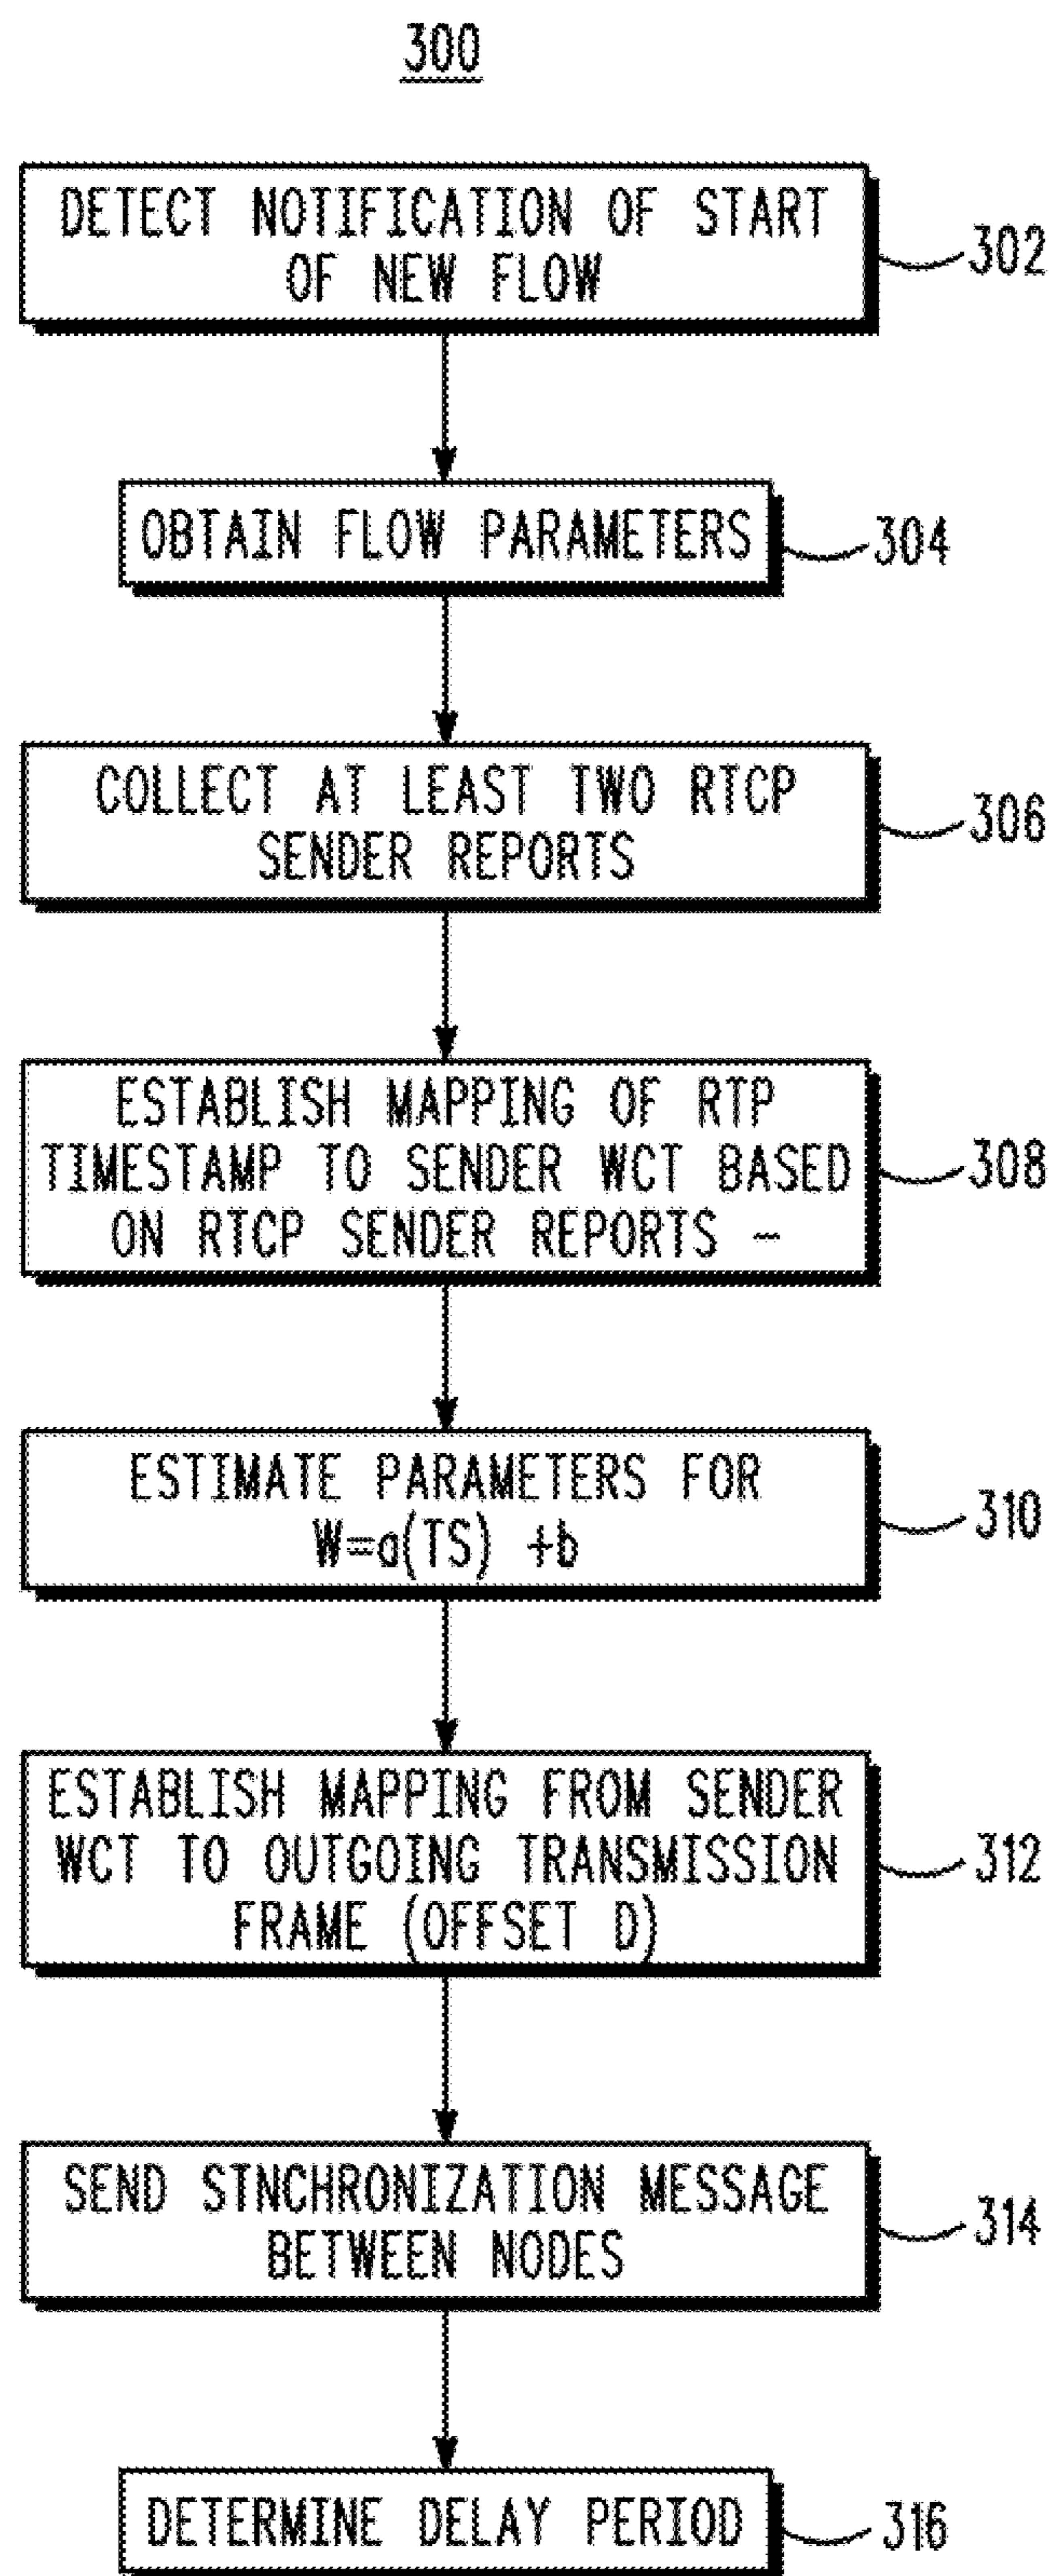 300
DETECT NOTIFICATION OF START
OF NEW FLOW
302
OBTAIN FLOW PARAMETERS
304
COLLECT AT LEAST TWO RTCP
SENDER REPORTS
306
ESTABLISH MAPPING OF RTP
TIMESTAMP TO SENDER WCT BASED
ON RTCP SENDER REPORTS -
308
ESTIMATE PARAMETERS FOR
W=a(TS) +b
310
ESTABLISH MAPPING FROM SENDER
WCT TO OUTGOING TRANSMISSION
FRAME (OFFSET D)
312
SEND STNCHRONIZATION MESSAGE
BETWEEN NODES
314
DETERMINE DELAY PERIOD
316